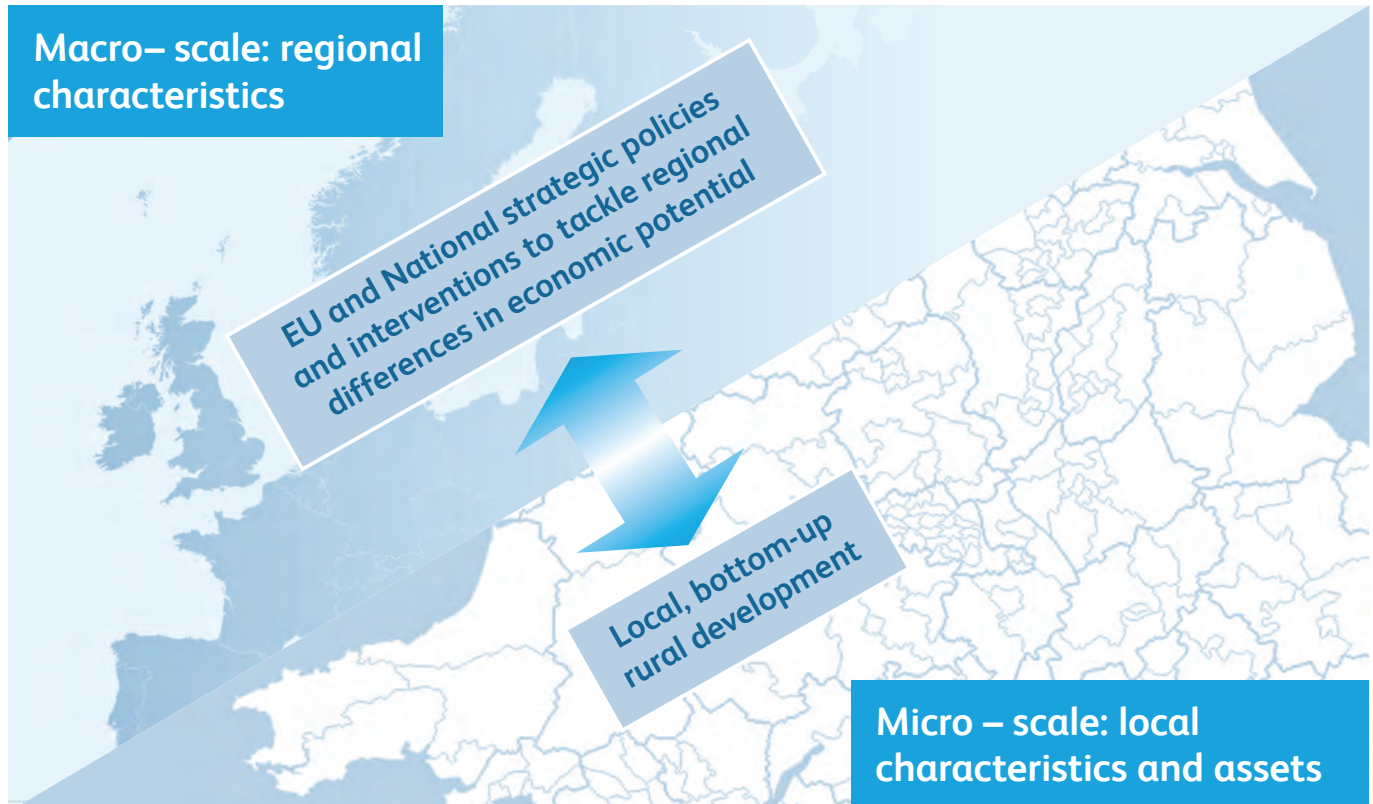 Macro– scale: regional
characteristics
EU and National strategic policies
and interventions to tackle regional
differences in economic potential
Local, bottom-up
rural development
Micro – scale: local
characteristics and assets